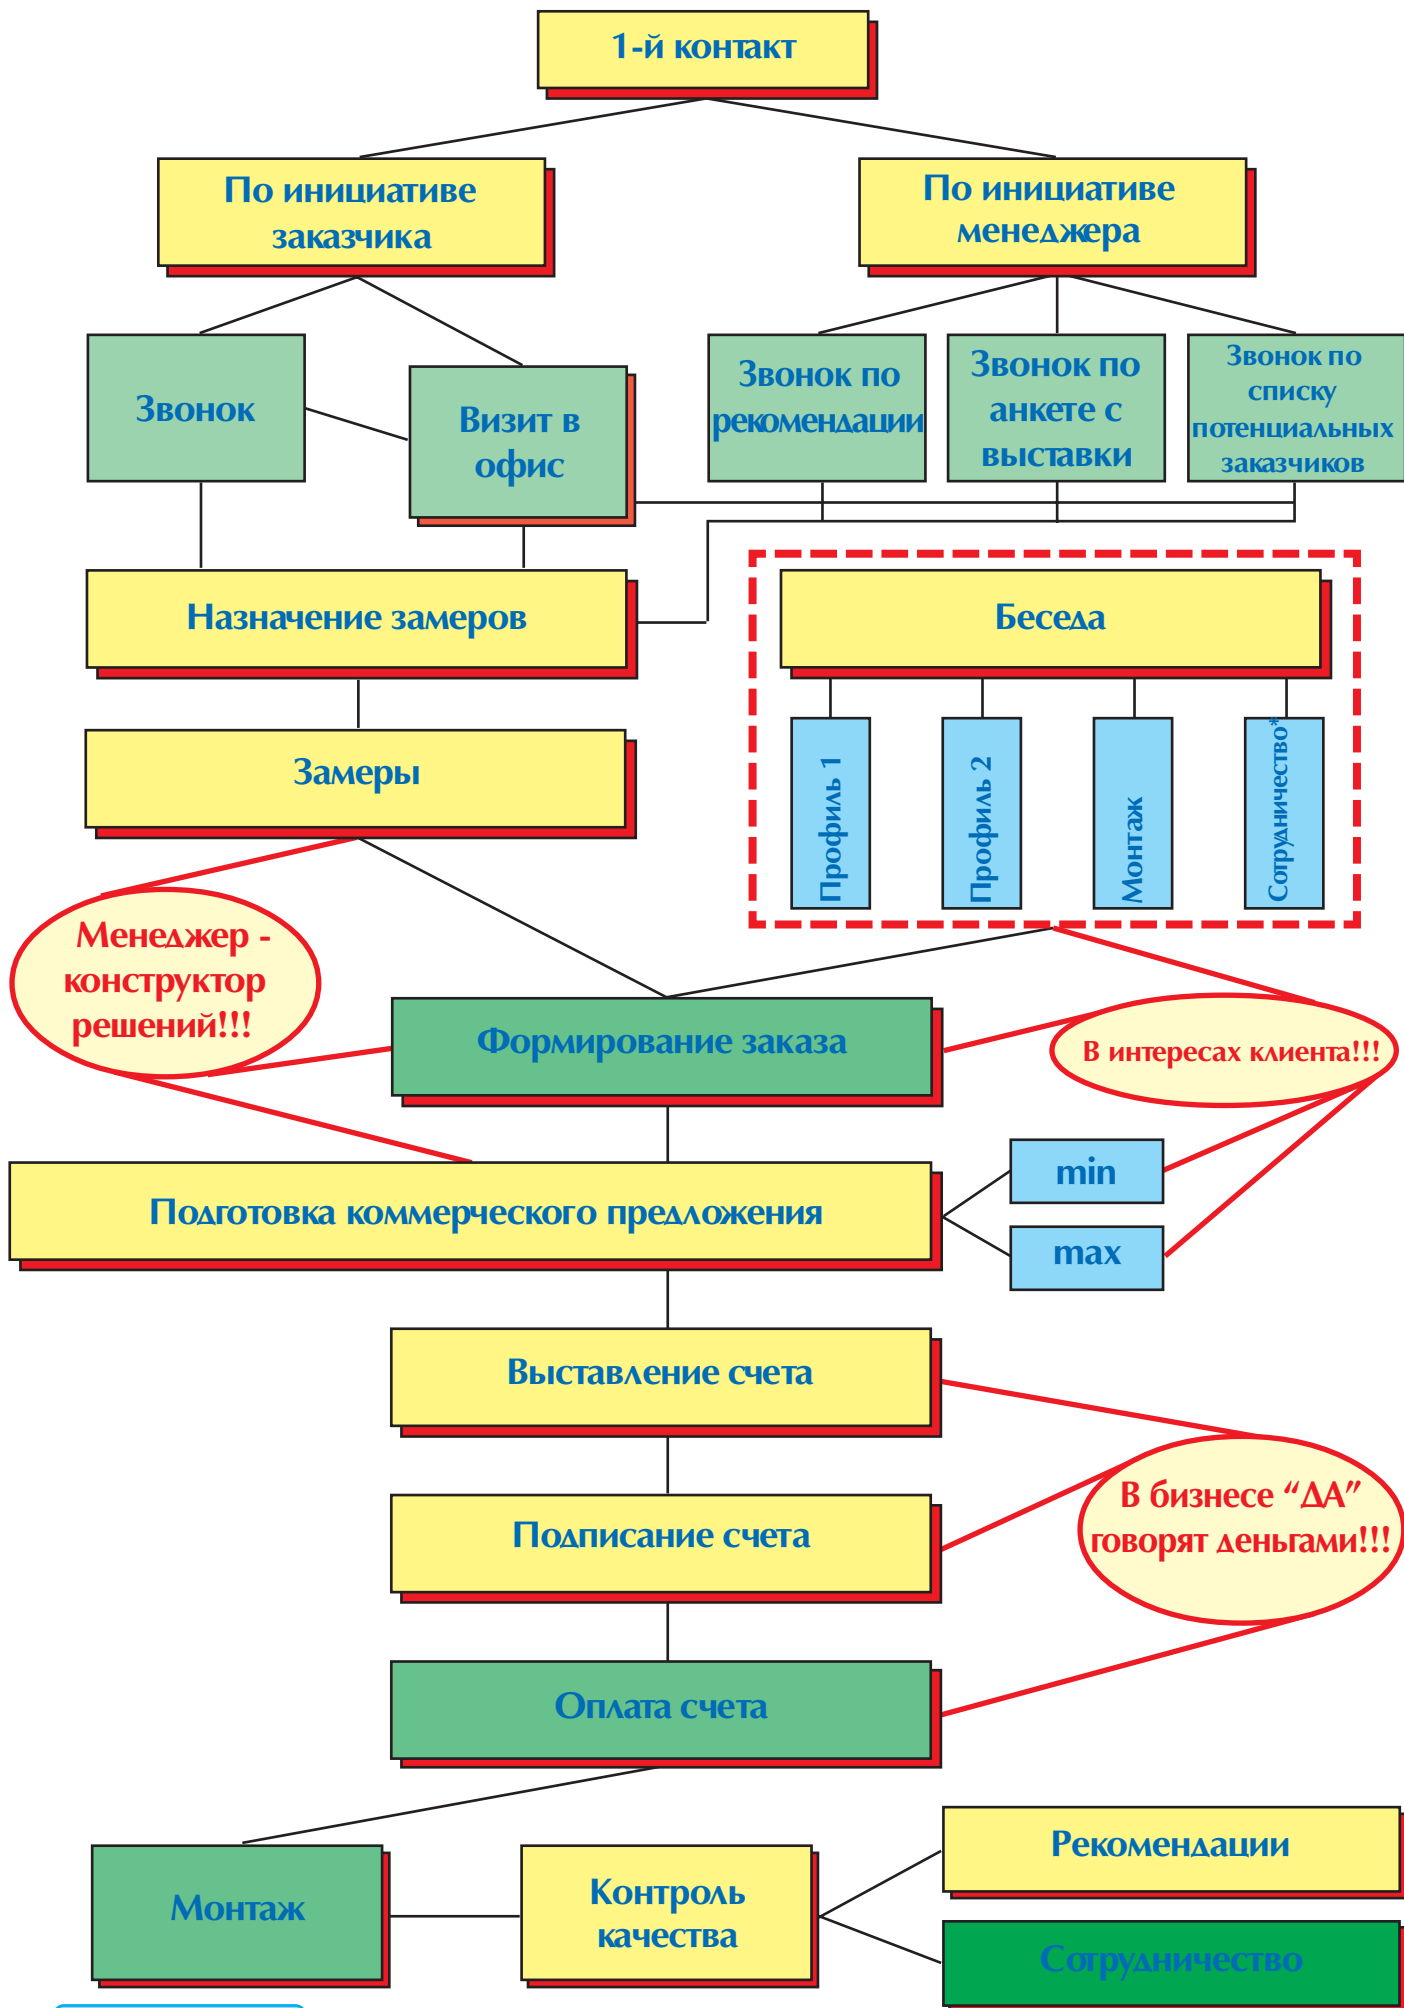 1-й контакт
По инициативе
заказчика
По инициативе
менеджера
Звонок
Визит в
офис
Звонок по
рекомендации
Звонок по
анкете с
выставки
Звонок по
списку
потенциальных
заказчиков
Назначение замеров
Беседа
Замеры
Профиль 1
Профиль 2
Монтаж
Сотрудничество*
Менеджер -
конструктор
решений!!!
Формирование заказа
В интересах клиента!!!
min
Подготовка коммерческого предложения
max
Выставление счета
В бизнесе “ДА”
говорят деньгами!!!
Подписание счета
Оплата счета
Рекомендации
Монтаж
Контроль
качества
Сотрудничество